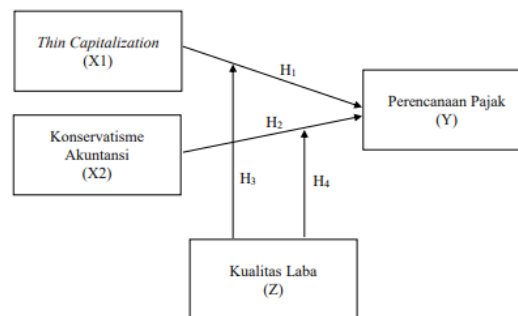 Thin Capitalization
(X1)
H₁
Perencanaan Pajak
(Y)
H₂
Konservatisme
Akuntansi
(X2)
H₃
H₄
Kualitas Laba
(Z)